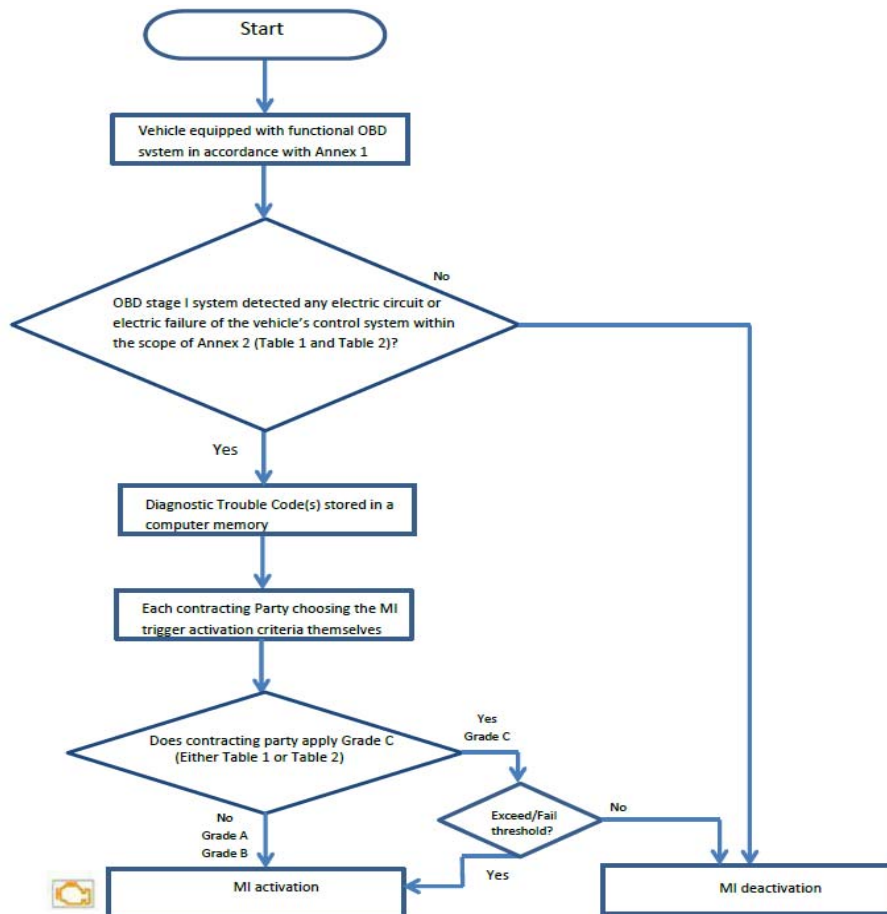 Start
Vehicle equipped with functional OBD
system in accordance with Annex 1
No
OBD stage I system detected any electric circuit or
electric failure of the vehicle's control system within
the scope of Annex 2 (Table 1 and Table 2)?
Yes
Diagnostic Trouble Code(s) stored in a
computer memory
Each contracting Party choosing the MI
trigger activation criteria themselves
Does contracting party apply Grade C
(Either Table 1 or Table 2)
Yes
Grade C
No
Grade A
Grade B
Exceed/Fail
threshold?
No
Yes
MI activation
MI deactivation